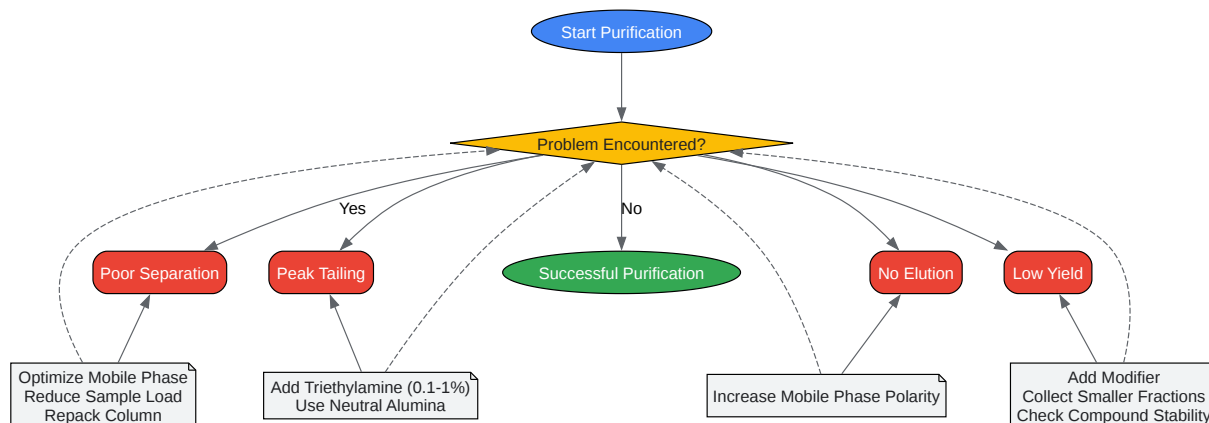 Start Purification
Problem Encountered?
Yes
No
Poor Separation
Peak Tailing
Successful Purification
No Elution
Low Yield
Optimize Mobile Phase
Reduce Sample Load
Repack Column
Add Triethylamine (0.1-1%)
Use Neutral Alumina
Increase Mobile Phase Polarity
Add Modifier
Collect Smaller Fractions
Check Compound Stability